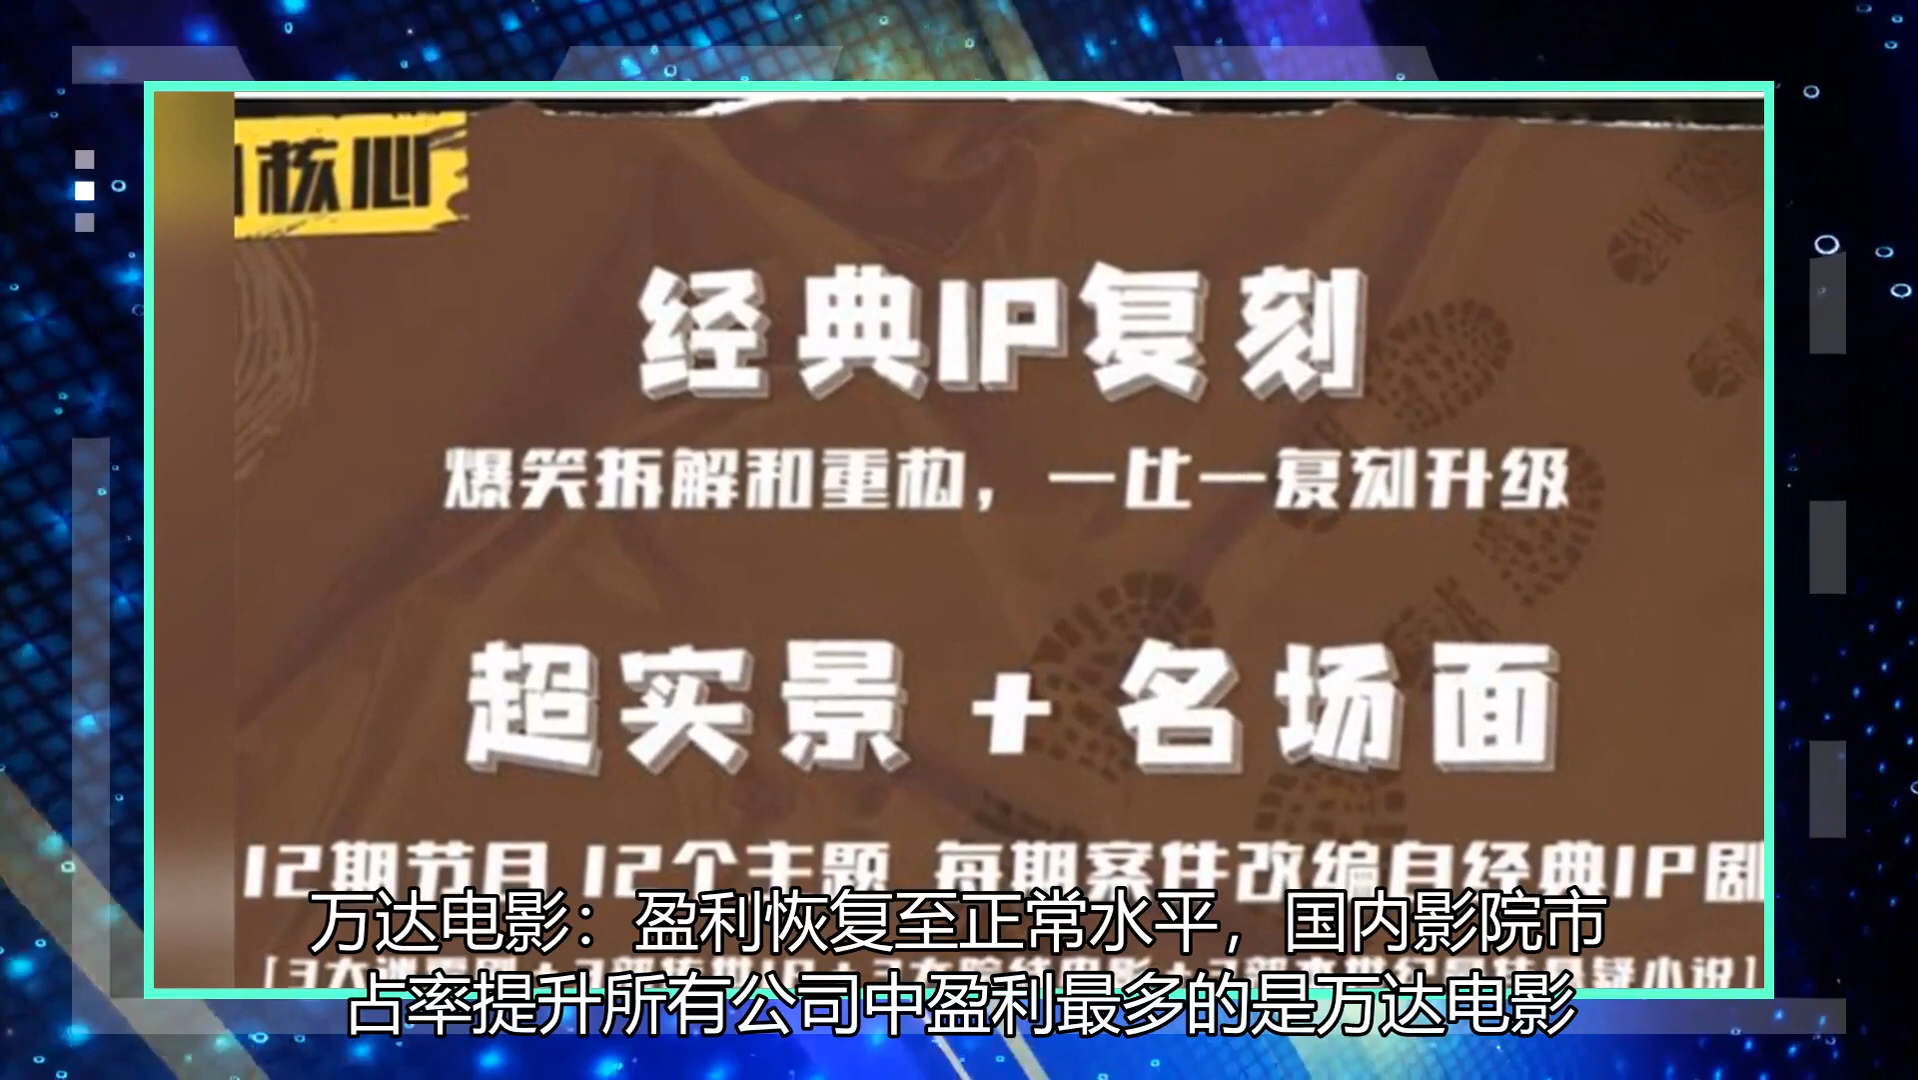 核心
经典IP复刻
爆笑拆解和重构，一比一复刻升级
超实景 + 名场面
12期节目 12个主题 每期案件改编自经典IP剧
万达电影：盈利恢复至正常水平，国内影院市
疑小说]
占率提升所有公司中盈利最多的是万达电影